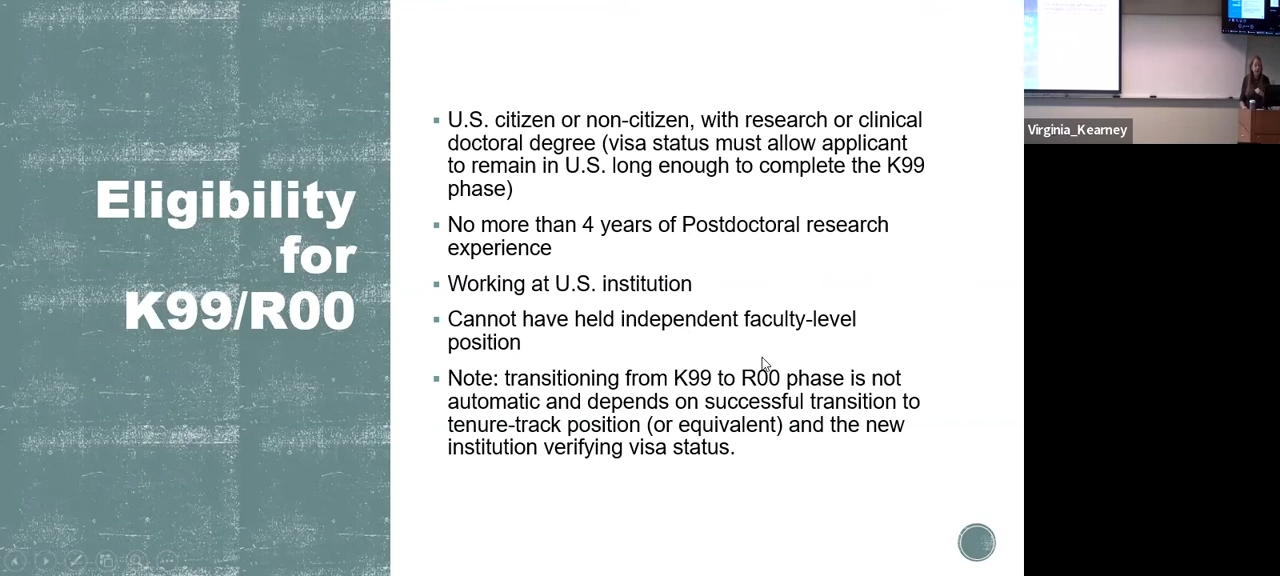 Eligibility
for
K99/R00
U.S. citizen or non-citizen, with research or clinical
doctoral degree (visa status must allow applicant
to remain in U.S. long enough to complete the K99
phase)
No more than 4 years of Postdoctoral research
experience
Working at U.S. institution
Cannot have held independent faculty-level
position
Note: transitioning from K99 to R00 phase is not
automatic and depends on successful transition to
tenure-track position (or equivalent) and the new
institution verifying visa status.
Virginia_Kearney